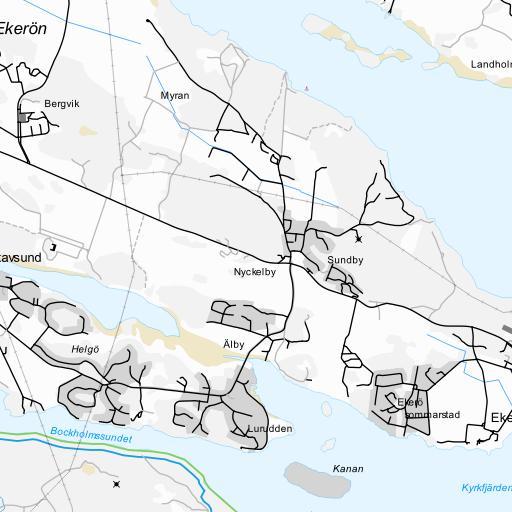 Ekerön
Landholm
Myran
Bergvik
tavsund
Sundby
Nyckelby
Älby
Helgö
Ekerö
sommarstad
Eke
Lurudden
Bockholmssundet
Kanan
Kyrkfjärden